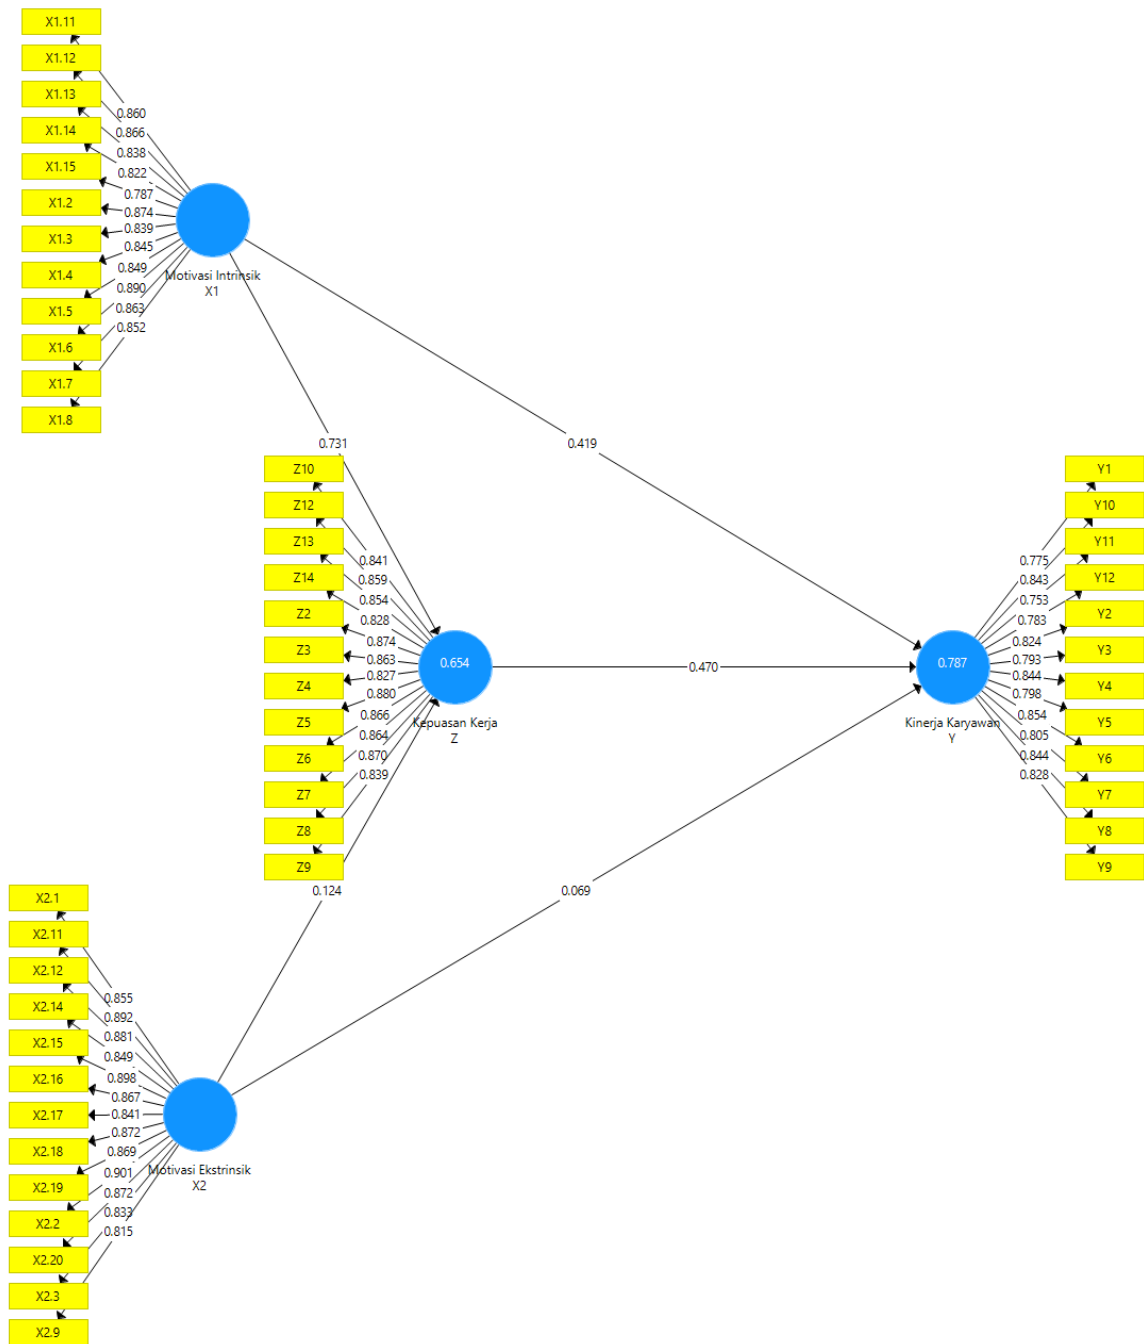 X1.11
X1.12
X1.13
X1.14
X1.15
X1.2
X1.3
X1.4
X1.5
X1.6
X1.7
X1.8
0.860
0.866
0.838
0.822
0.787
0.874
0.839
0.845
0.849
0.890
0.863
0.852
Motivasi Intrinsik
X1
0.731
0.419
Z10
Z12
Z13
Z14
Z2
Z3
Z4
Z5
Z6
Z7
Z8
Z9
0.841
0.859
0.854
0.828
0.874
0.863
0.827
0.880
0.866
0.864
0.870
0.839
0.654
Kepuasan Kerja
Z
0.470
0.787
Kinerja Karyawan
Y
0.775
0.843
0.753
0.783
0.824
0.793
0.844
0.798
0.854
0.805
0.844
0.828
Y1
Y10
Y11
Y12
Y2
Y3
Y4
Y5
Y6
Y7
Y8
Y9
0.124
0.069
X2.1
X2.11
X2.12
X2.14
X2.15
X2.16
X2.17
X2.18
X2.19
X2.2
X2.20
X2.3
X2.9
0.855
0.892
0.881
0.849
0.898
0.867
0.841
0.872
0.869
0.901
0.872
0.833
0.815
Motivasi Ekstrinsik
X2